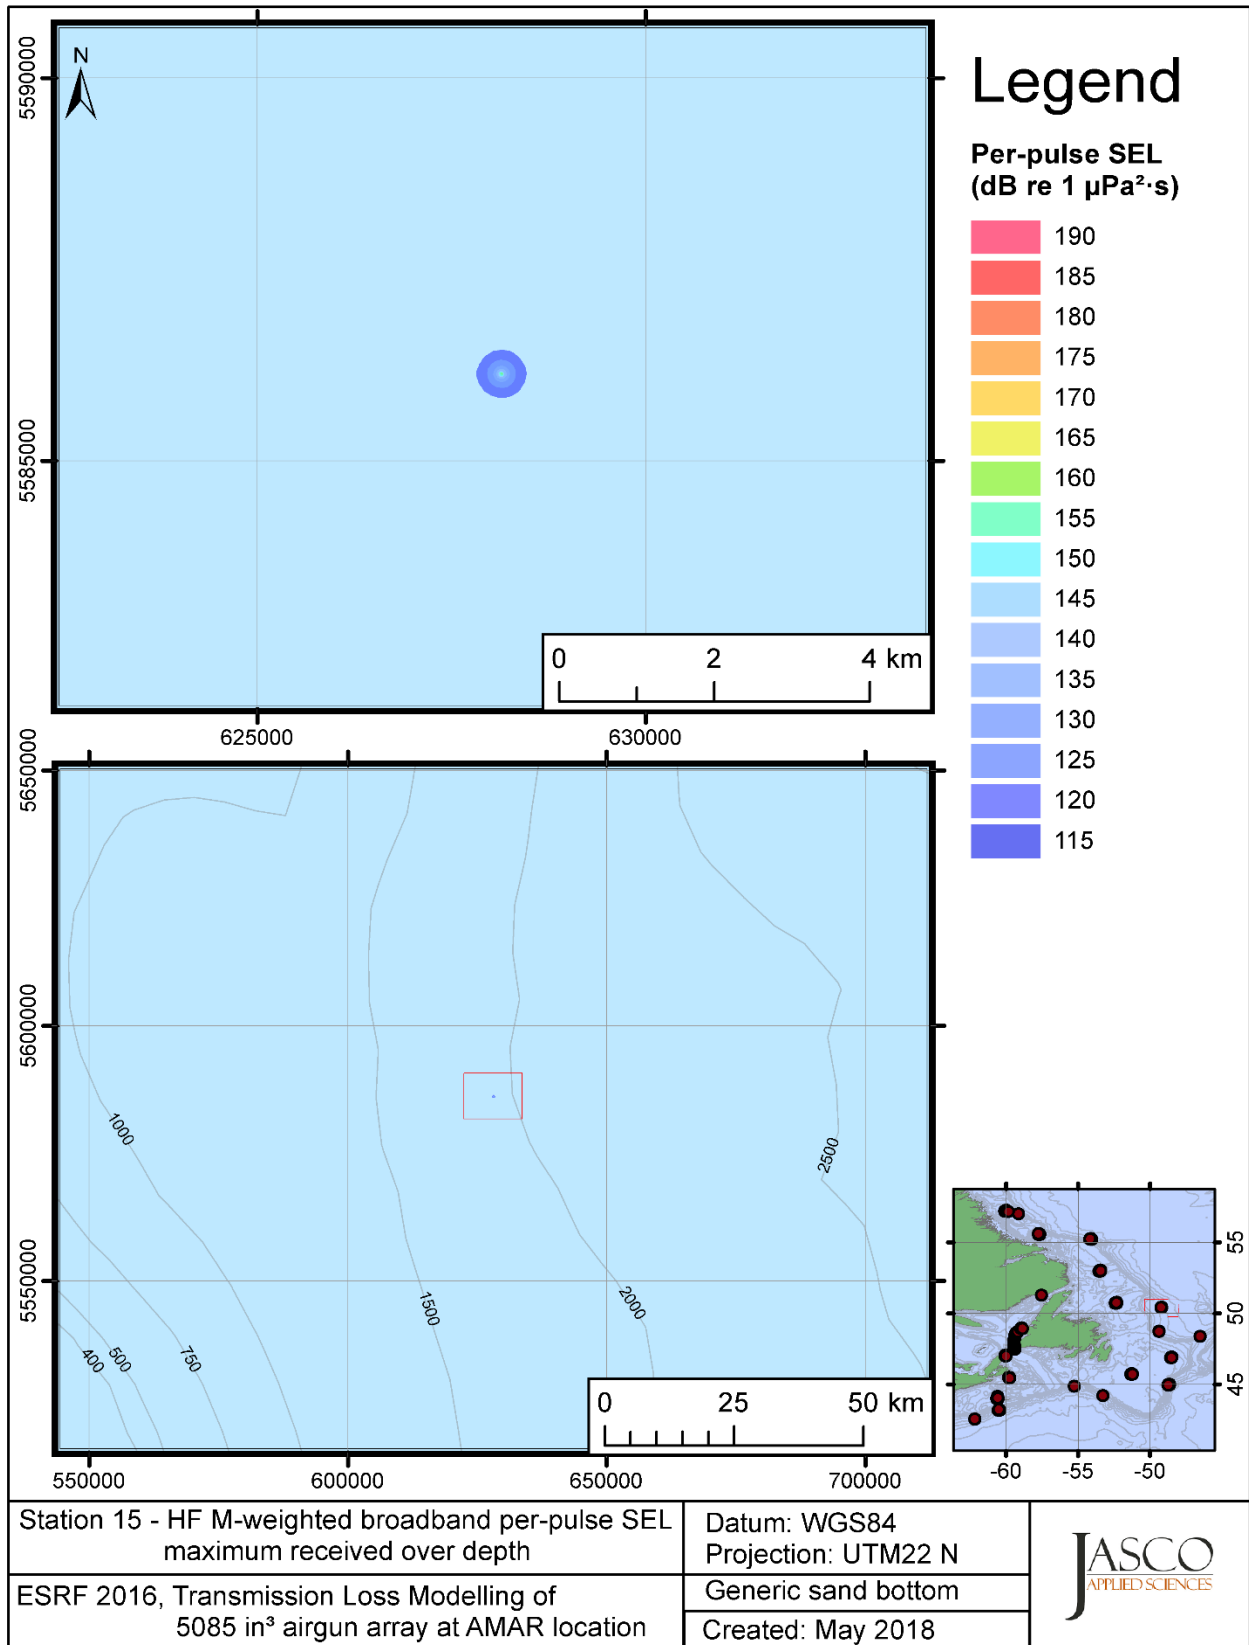 N
5590000
5585000
0 2 4 km
625000 630000
Legend
Per-pulse SEL
(dB re 1 µPa²·s)
190
185
180
175
170
165
160
155
150
145
140
135
130
125
120
115
5650000
5600000
5550000
1000
2500
1500
2000
750
500
400
0 25 50 km
550000 600000 650000 700000
55
50
45
-60 -55 -50
Station 15 - HF M-weighted broadband per-pulse SEL
maximum received over depth
ESRF 2016, Transmission Loss Modelling of
5085 in³ airgun array at AMAR location
Datum: WGS84
Projection: UTM22 N
Generic sand bottom
Created: May 2018
JASCO
APPLIED SCIENCES